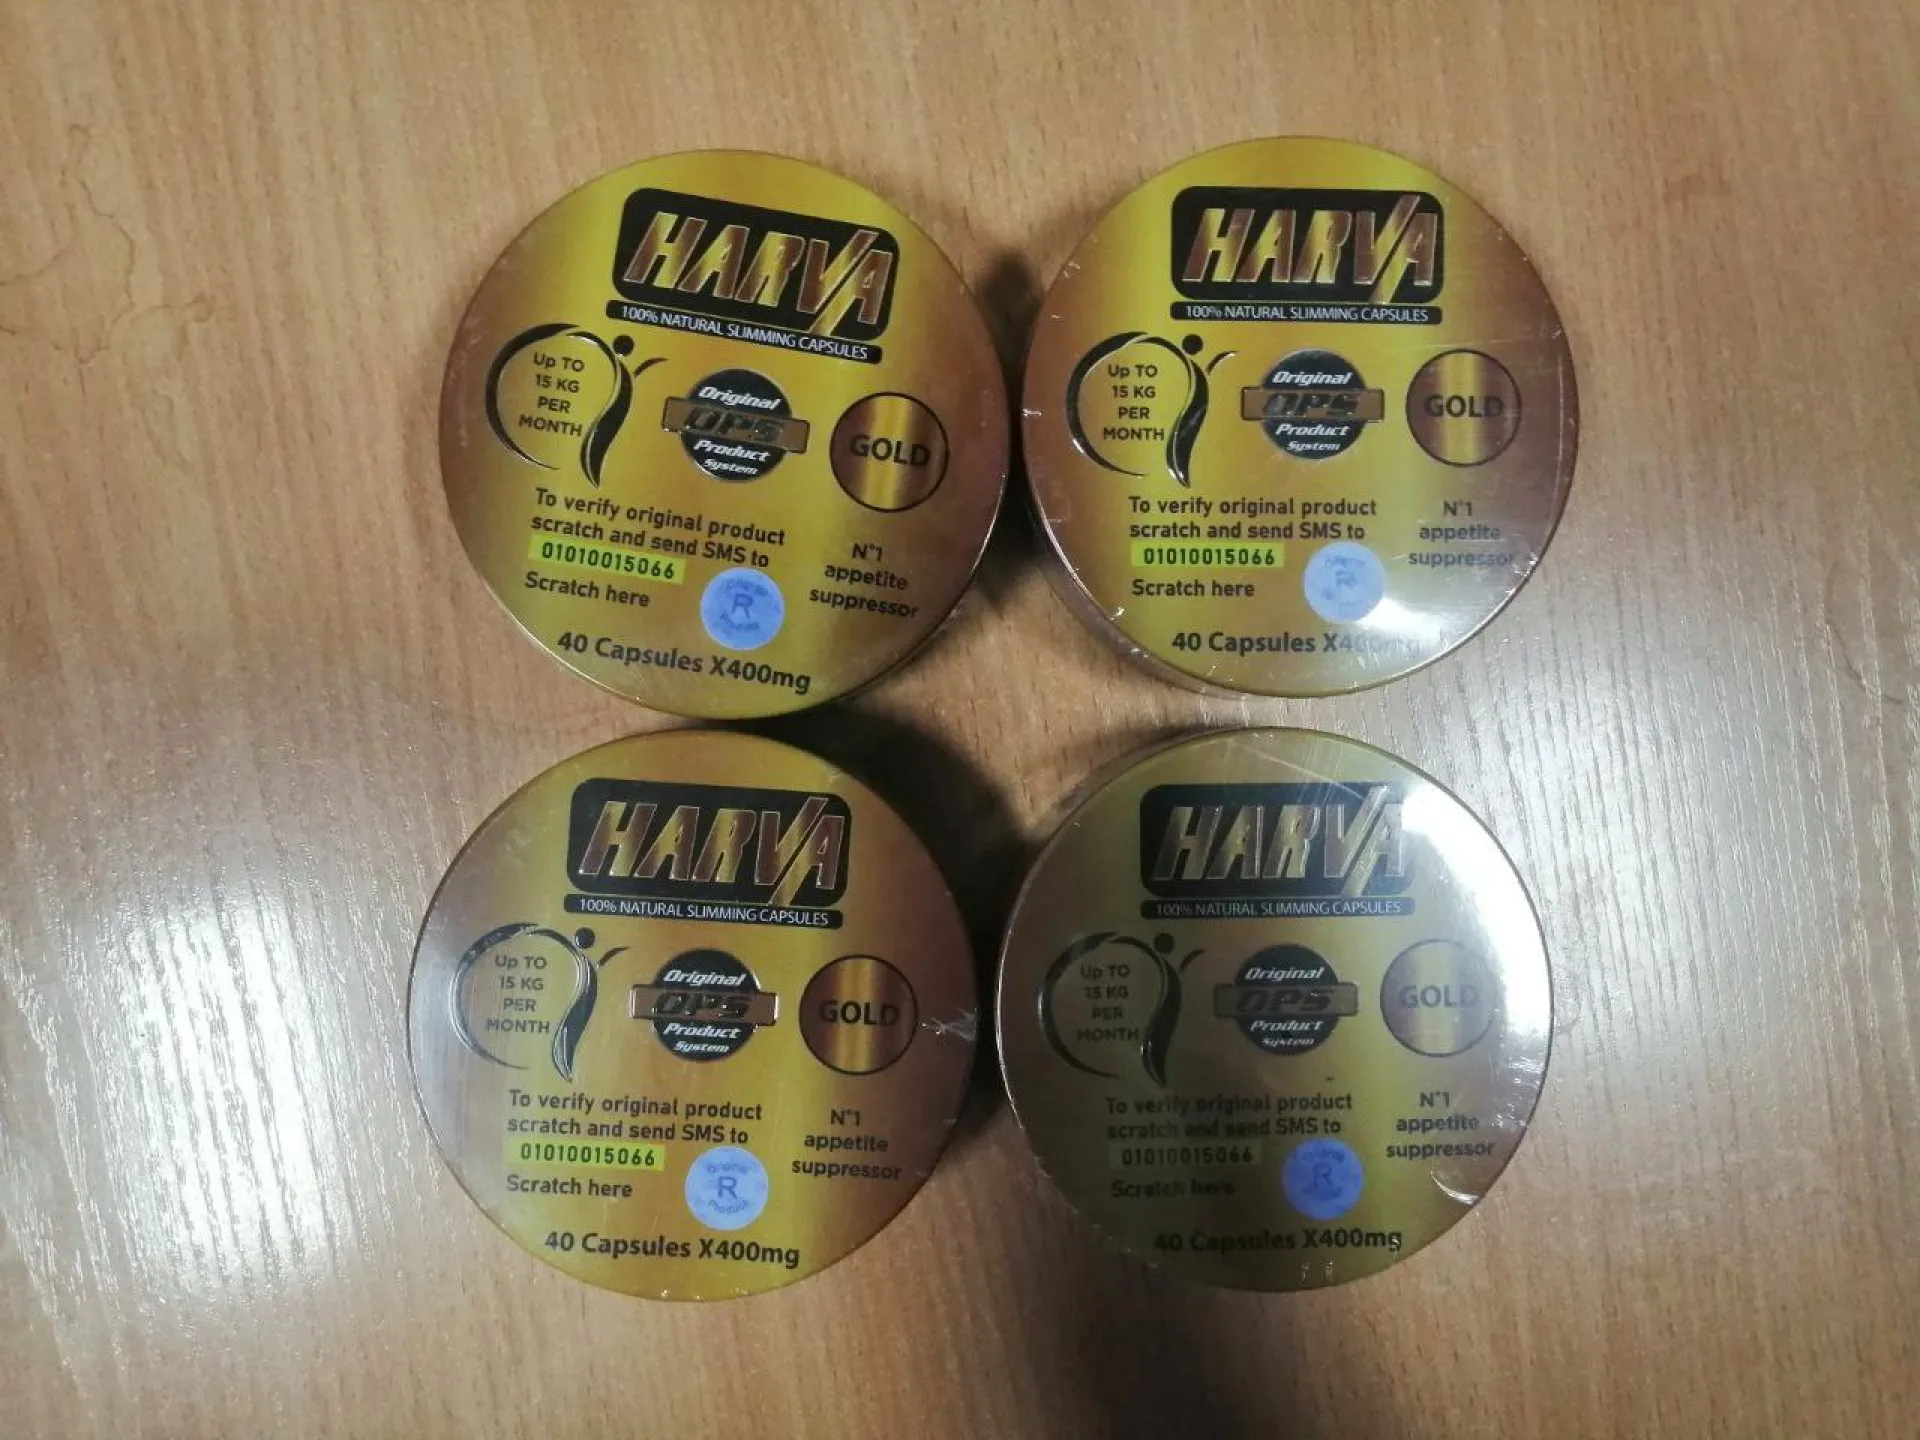 HARVA
100% NATURAL SLIMMING CAPSULES
Up TO
15 KG
PER
MONTH
Original
OPS
Product
System
GOLD
To verify original product
scratch and send SMS to
01010015066
Scratch here
R
N°1
appetite
suppressor
40 Capsules X400mg
HARVA
100% NATURAL SLIMMING CAPSULES
Up TO
15 KG
PER
MONTH
Original
OPS
Product
System
GOLD
To verify original product
scratch and send SMS to
01010015066
Scratch here
R
N°1
appetite
suppressor
40 Capsules X400mg
HARVA
100% NATURAL SLIMMING CAPSULES
Up TO
15 KG
PER
MONTH
Original
OPS
Product
System
GOLD
To verify original product
scratch and send SMS to
01010015066
Scratch here
Original
R
Product
N°1
appetite
suppressor
40 Capsules X400mg
HARVA
100% NATURAL SLIMMING CAPSULES
Up TO
15 KG
PER
MONTH
Original
OPS
Product
System
GOLD
To verify original product
scratch and send SMS to
01010015066
Scratch here
Original
R
N°1
appetite
suppressor
40 Capsules X400mg